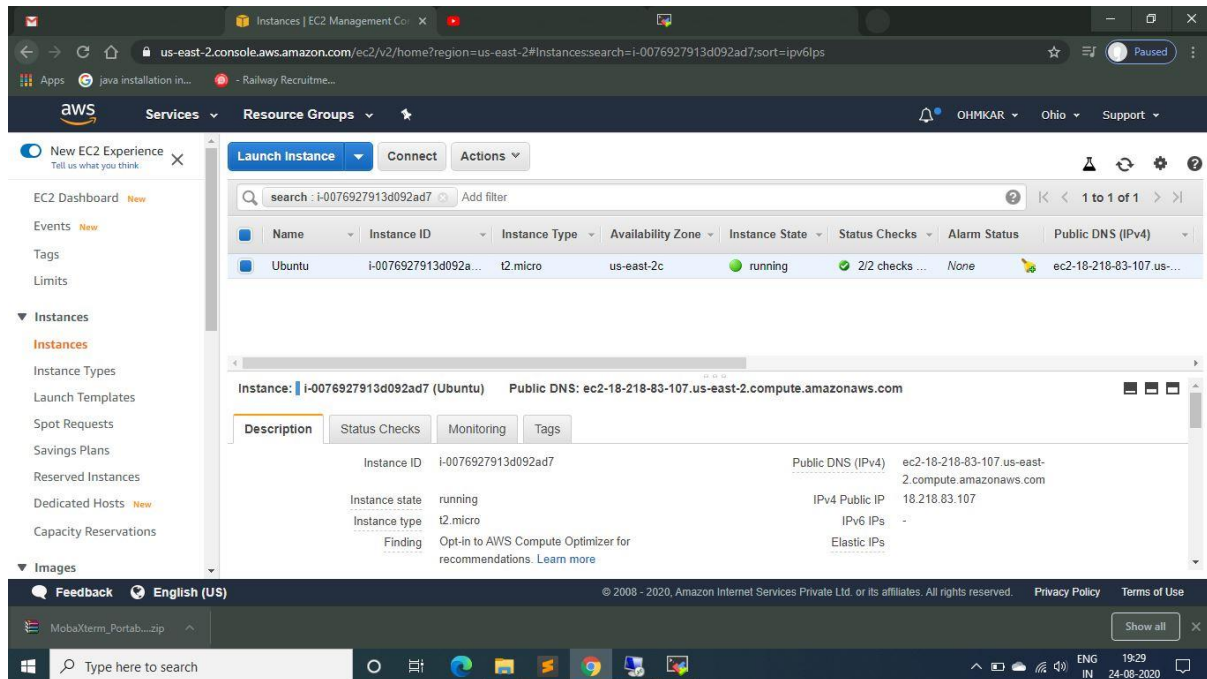 Instances | EC2 Management Con
us-east-2.console.aws.amazon.com/ec2/v2/home?region=us-east-2#Instances:search=i-0076927913d092ad7;sort=ipv6Ips
Paused
Apps java installation in... - Railway Recruitme...
aws Services Resource Groups OHMKAR Ohio Support
New EC2 Experience
Tell us what you think
Launch Instance Connect Actions
search : i-0076927913d092ad7 Add filter 1 to 1 of 1
EC2 Dashboard New
Events New
Tags
Limits
Instances
Instances
Instance Types
Launch Templates
Spot Requests
Savings Plans
Reserved Instances
Dedicated Hosts New
Capacity Reservations
Images
Name Instance ID Instance Type Availability Zone Instance State Status Checks Alarm Status Public DNS (IPv4)
Ubuntu i-0076927913d092a... t2.micro us-east-2c running 2/2 checks ... None ec2-18-218-83-107.us-...
Instance: i-0076927913d092ad7 (Ubuntu) Public DNS: ec2-18-218-83-107.us-east-2.compute.amazonaws.com
Description Status Checks Monitoring Tags
Instance ID i-0076927913d092ad7
Instance state running
Instance type t2.micro
Finding Opt-in to AWS Compute Optimizer for
recommendations. Learn more
Public DNS (IPv4) ec2-18-218-83-107.us-east-
2.compute.amazonaws.com
IPv4 Public IP 18.218.83.107
IPv6 IPs -
Elastic IPs
Feedback English (US) © 2008 - 2020, Amazon Internet Services Private Ltd. or its affiliates. All rights reserved. Privacy Policy Terms of Use
MobaXterm_Portab....zip Show all
Type here to search
ENG
IN
19:29
24-08-2020